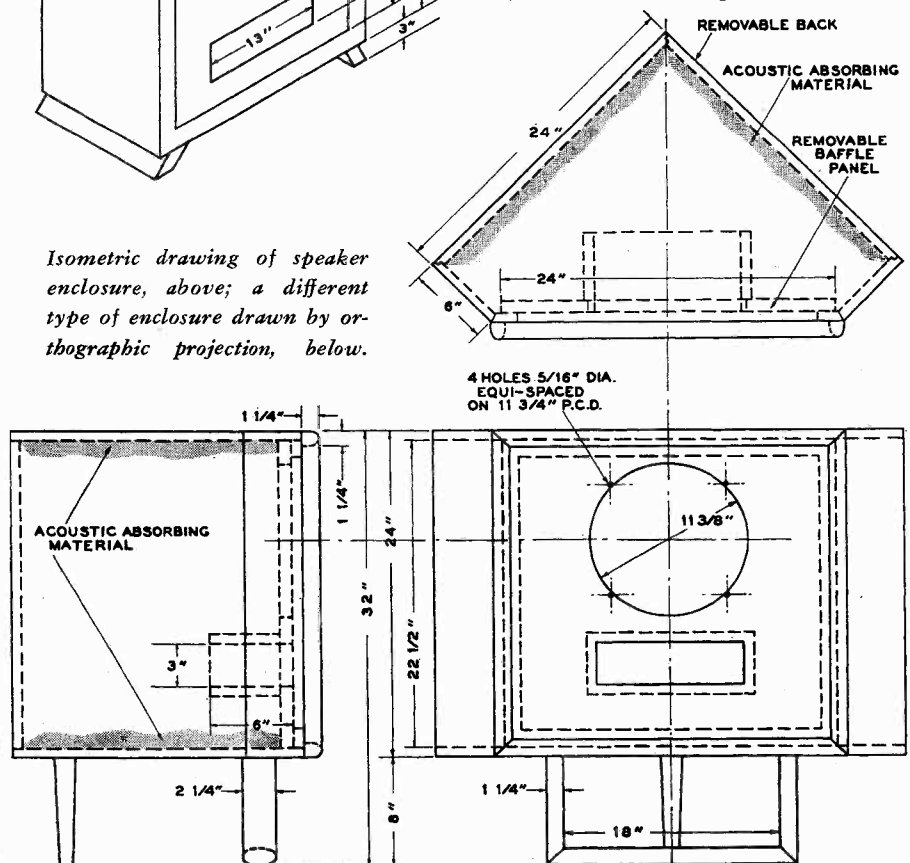 13"
3"
REMOVABLE BACK
ACOUSTIC ABSORBING
MATERIAL
REMOVABLE
BAFFLE
PANEL
24"
24"
6"
Isometric drawing of speaker
enclosure, above; a different
type of enclosure drawn by or-
thographic projection, below.
4 HOLES 5/16" DIA.
EQUI-SPACED
ON 11 3/4" P.C.D.
1 1/4"
1 1/4"
ACOUSTIC ABSORBING
MATERIAL
3"
6"
2 1/4"
32"
24"
8"
22 1/2"
11 3/8"
1 1/4"
18"